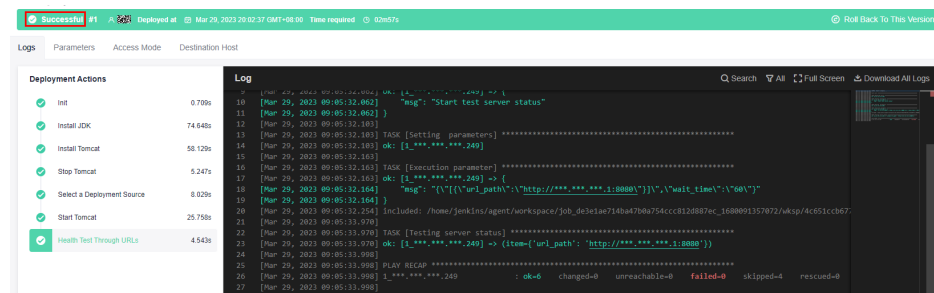 Successful #1 Deployed at Mar 29, 2023 20:02:37 GMT+08:00 Time required 02m57s Roll Back To This Version
Logs Parameters Access Mode Destination Host
Deployment Actions
Init 0.709s
Install JDK 74.648s
Install Tomcat 58.129s
Stop Tomcat 5.247s
Select a Deployment Source 8.029s
Start Tomcat 25.758s
Health Test Through URLs 4.543s
Log Search All Full Screen Download All Logs
9 [Mar 29, 2023 09:05:32.062] ok: [1_***.***.***.249] => {
10 [Mar 29, 2023 09:05:32.062] "msg": "Start test server status"
11 [Mar 29, 2023 09:05:32.062] }
12 [Mar 29, 2023 09:05:32.103]
13 [Mar 29, 2023 09:05:32.103] TASK [Setting parameters] *****************************************************
14 [Mar 29, 2023 09:05:32.103] ok: [1_***.***.***.249]
15 [Mar 29, 2023 09:05:32.163]
16 [Mar 29, 2023 09:05:32.163] TASK [Execution parameter] ****************************************************
17 [Mar 29, 2023 09:05:32.163] ok: [1_***.***.***.249] => {
18 [Mar 29, 2023 09:05:32.164] "msg": "{\"[{\"url_path\":\"http://***.***.***.1:8080\"}]\",\"wait_time\":\"60\"}"
19 [Mar 29, 2023 09:05:32.164] }
20 [Mar 29, 2023 09:05:32.254] included: /home/jenkins/agent/workspace/job_de3e1ae714ba47b0a754ccc812d887ec_1680091357072/wksp/4c651ccb677
21 [Mar 29, 2023 09:05:33.970]
22 [Mar 29, 2023 09:05:33.970] TASK [Testing server status] **************************************************
23 [Mar 29, 2023 09:05:33.970] ok: [1_***.***.***.249] => (item={'url_path': 'http://***.***.***.1:8080'})
24 [Mar 29, 2023 09:05:33.998]
25 [Mar 29, 2023 09:05:33.998] PLAY RECAP ********************************************************************
26 [Mar 29, 2023 09:05:33.998] 1_***.***.***.249 : ok=6 changed=0 unreachable=0 failed=0 skipped=4 rescued=0
27 [Mar 29, 2023 09:05:33.998]